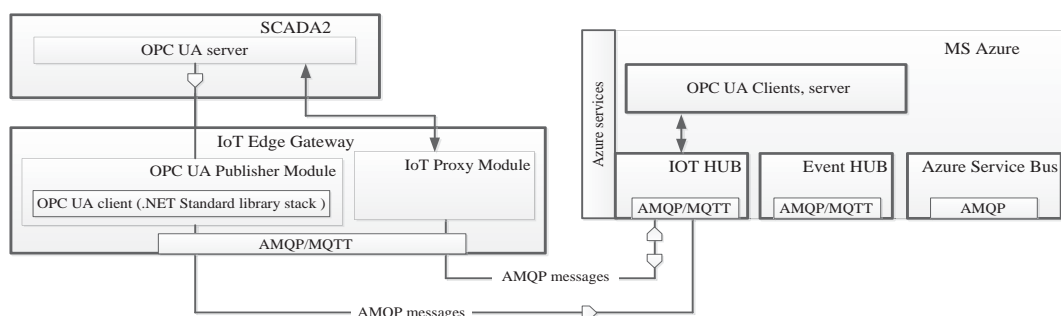 SCADA2
OPC UA server
IoT Edge Gateway
OPC UA Publisher Module
OPC UA client (.NET Standard library stack )
IoT Proxy Module
AMQP/MQTT
AMQP messages
AMQP messages
Azure services
MS Azure
OPC UA Clients, server
IOT HUB
AMQP/MQTT
Event HUB
AMQP/MQTT
Azure Service Bus
AMQP